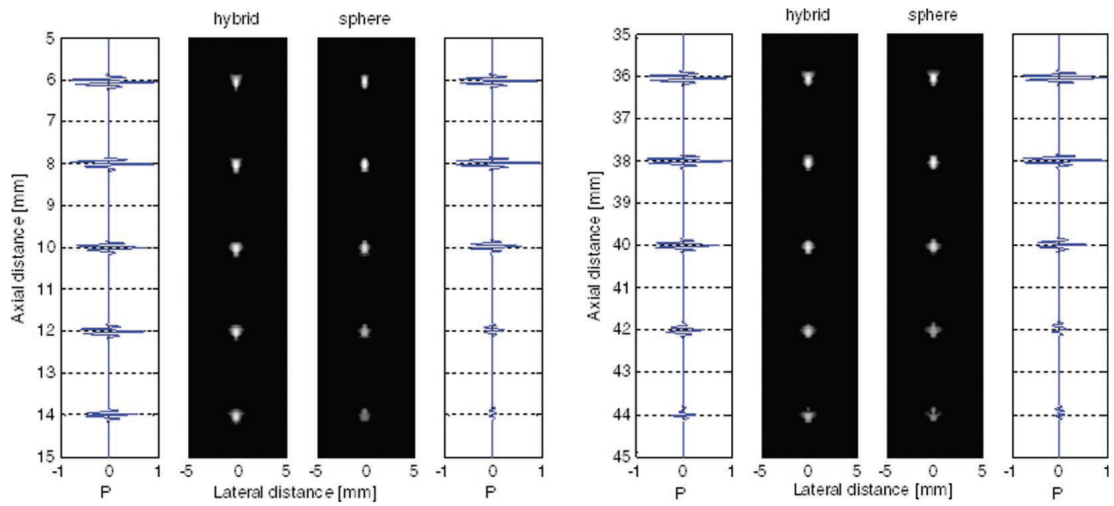 hybrid sphere
5
6
7
8
9
10
11
12
13
14
15
Axial distance [mm]
-1 0 1 -5 0 5 -5 0 5 -1 0 1
P Lateral distance [mm] P
hybrid sphere
35
36
37
38
39
40
41
42
43
44
45
Axial distance [mm]
-1 0 1 -5 0 5 -5 0 5 -1 0 1
P Lateral distance [mm] P